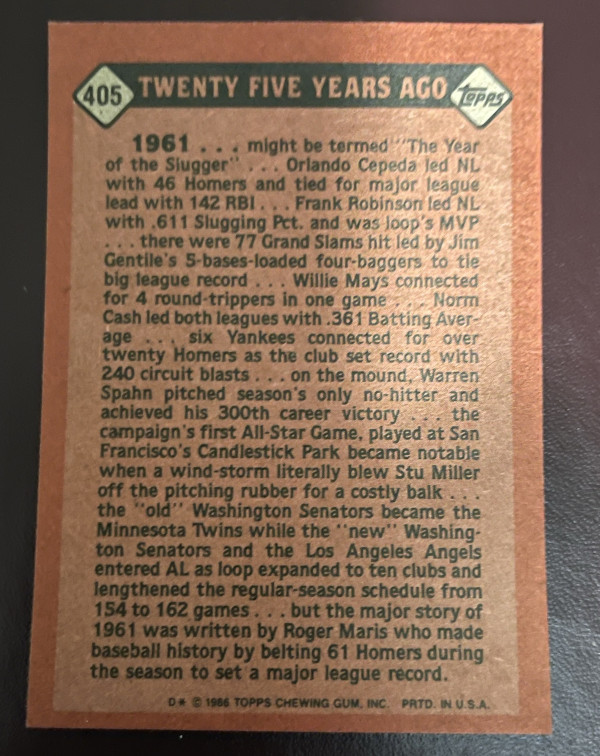 405 TWENTY FIVE YEARS AGO Topps
1961 . . . might be termed "The Year
of the Slugger" . . . Orlando Cepeda led NL
with 46 Homers and tied for major league
lead with 142 RBI . . . Frank Robinson led NL
with .611 Slugging Pct. and was loop's MVP
. . . there were 77 Grand Slams hit led by Jim
Gentile's 5-bases-loaded four-baggers to tie
big league record . . . Willie Mays connected
for 4 round-trippers in one game . . . Norm
Cash led both leagues with .361 Batting Aver-
age . . . six Yankees connected for over
twenty Homers as the club set record with
240 circuit blasts . . . on the mound, Warren
Spahn pitched season's only no-hitter and
achieved his 300th career victory . . . the
campaign's first All-Star Game, played at San
Francisco's Candlestick Park became notable
when a wind-storm literally blew Stu Miller
off the pitching rubber for a costly balk . . .
the "old" Washington Senators became the
Minnesota Twins while the "new" Washing-
ton Senators and the Los Angeles Angels
entered AL as loop expanded to ten clubs and
lengthened the regular-season schedule from
154 to 162 games . . . but the major story of
1961 was written by Roger Maris who made
baseball history by belting 61 Homers during
the season to set a major league record.
D* © 1986 TOPPS CHEWING GUM, INC. PRTD. IN U.S.A.